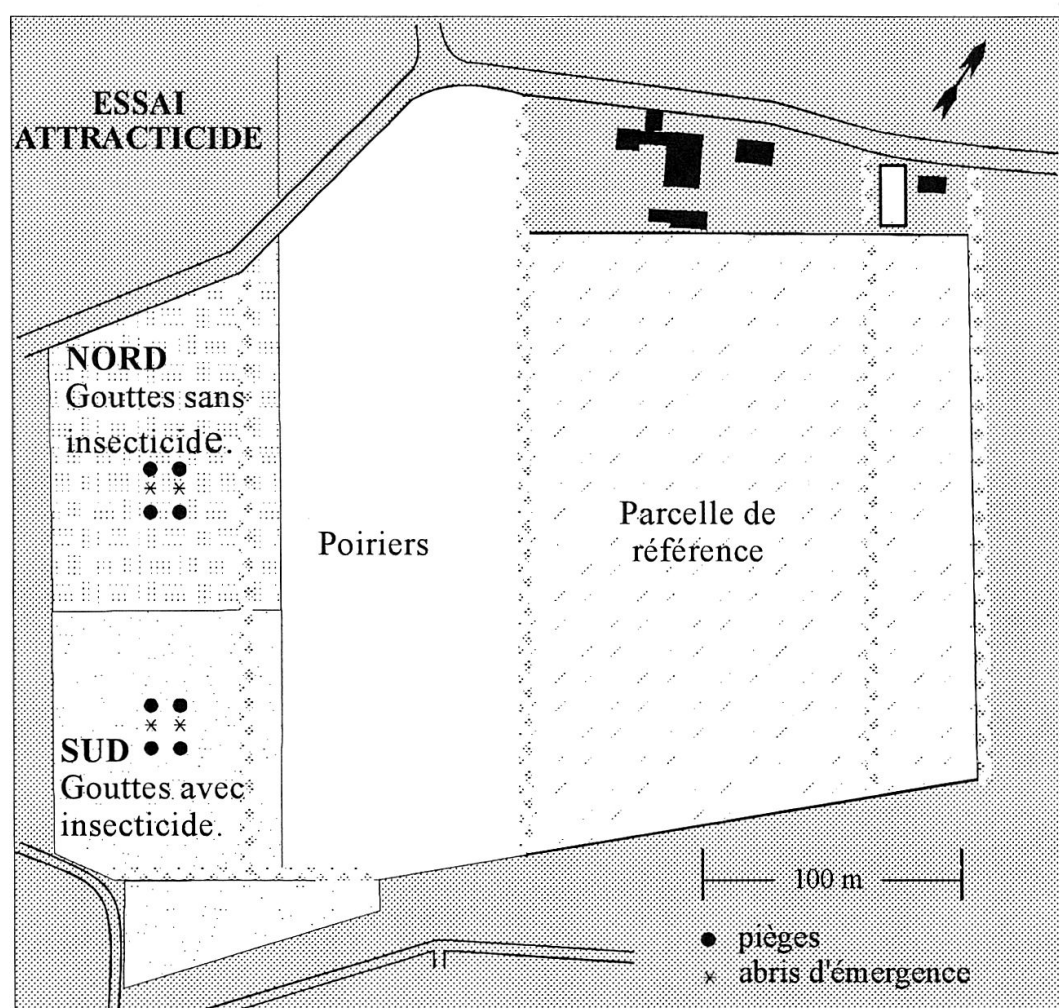 ESSAI
ATTRACTICIDE
NORD
Gouttes sans
insecticide.
Poiriers
Parcelle de
référence
SUD
Gouttes avec
insecticide.
100 m
pièges
abris d'émergence